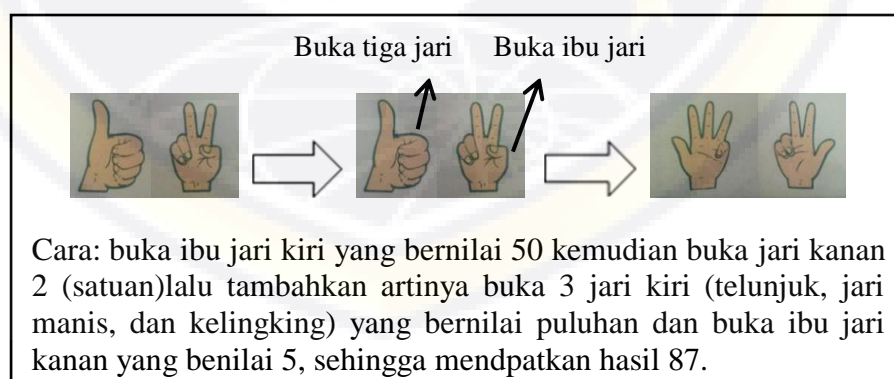 Buka tiga jari Buka ibu jari
Cara: buka ibu jari kiri yang bernilai 50 kemudian buka jari kanan
2 (satuan)lalu tambahkan artinya buka 3 jari kiri (telunjuk, jari
manis, dan kelingking) yang bernilai puluhan dan buka ibu jari
kanan yang benilai 5, sehingga mendpatkan hasil 87.